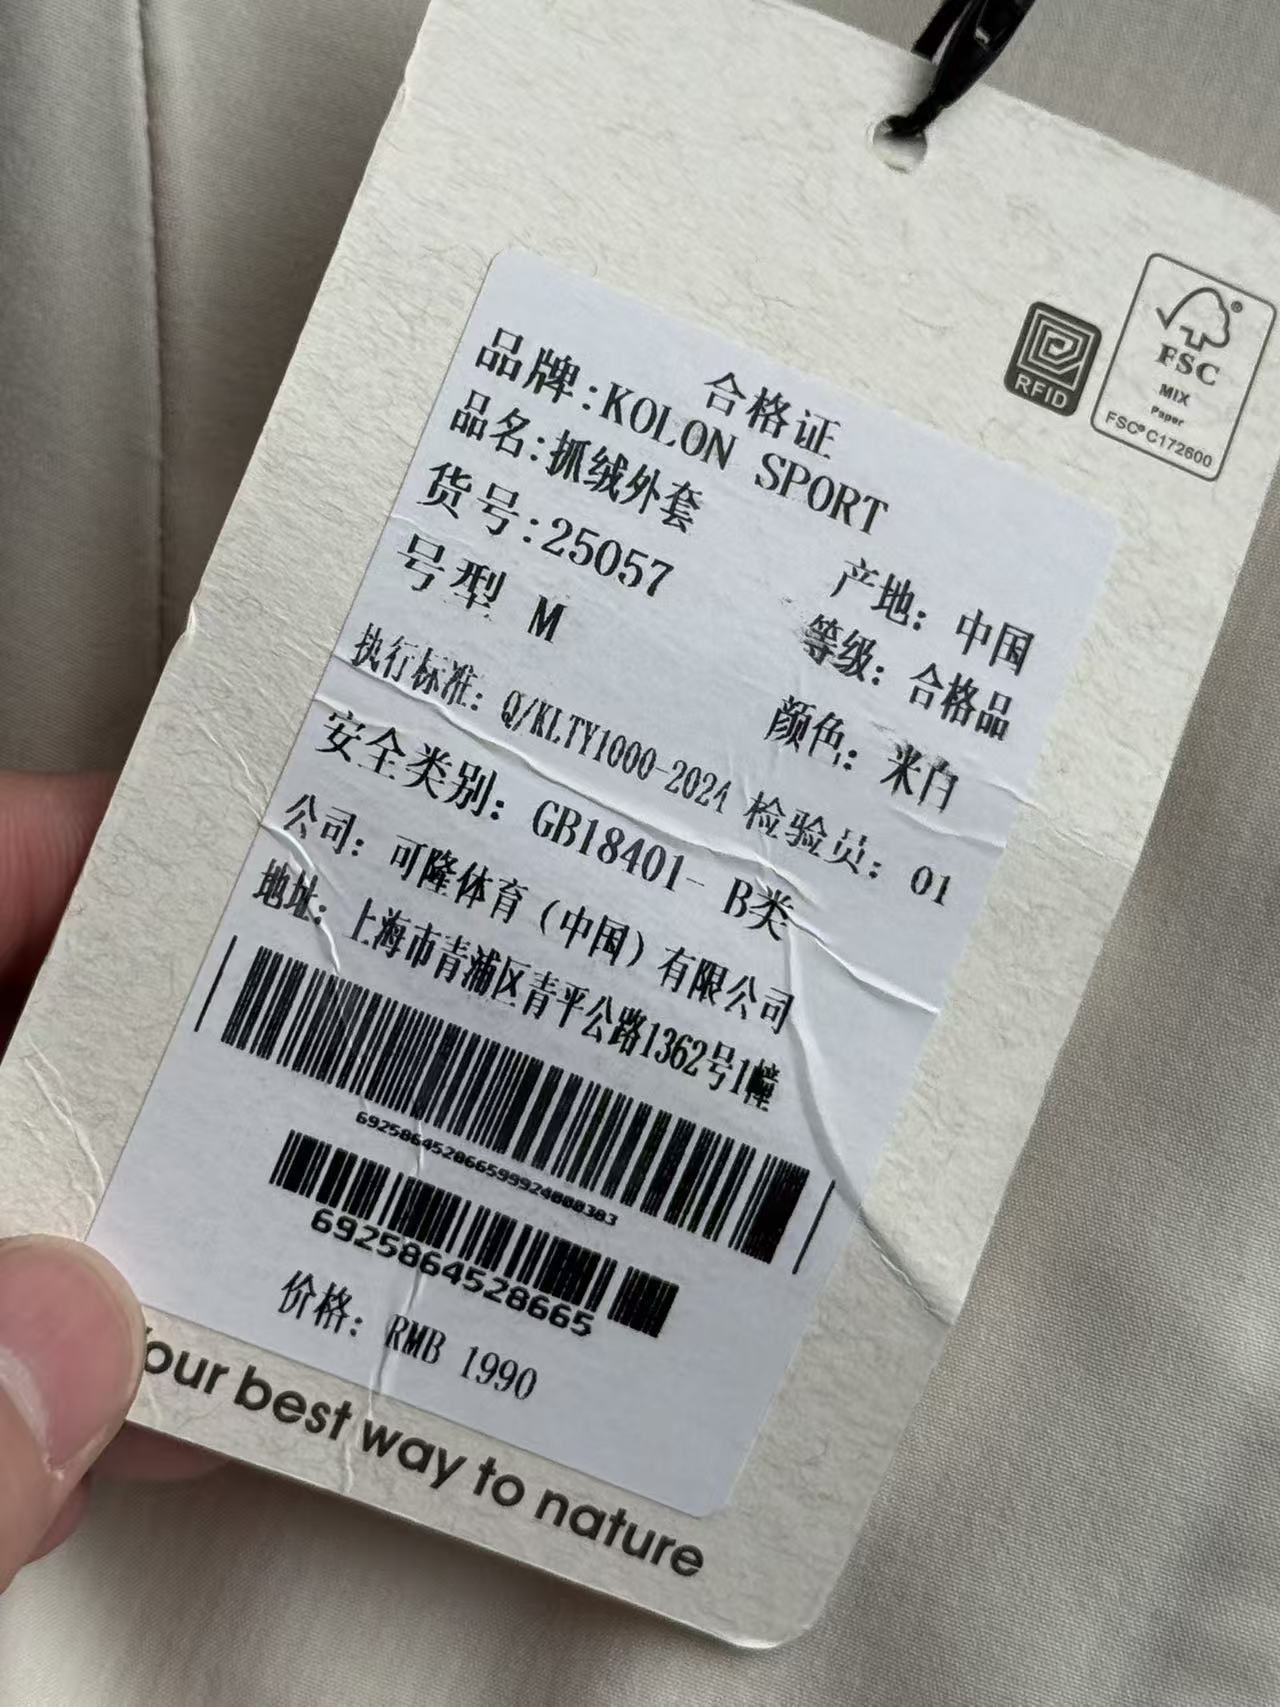 RFID
FSC®
MIX
Paper
FSC® C172600
合格证
品牌:KOLON SPORT
品名:抓绒外套
产地: 中国
货号:25057
等级: 合格品
号型 M
颜色: 米白
执行标准: Q/KLTY1000-2024 检验员: 01
安全类别: GB18401- B类
公司: 可隆体育（中国）有限公司
地址: 上海市青浦区青平公路1362号1幢
692586452866599924000303
6925864528665
价格: RMB 1990
our best way to nature